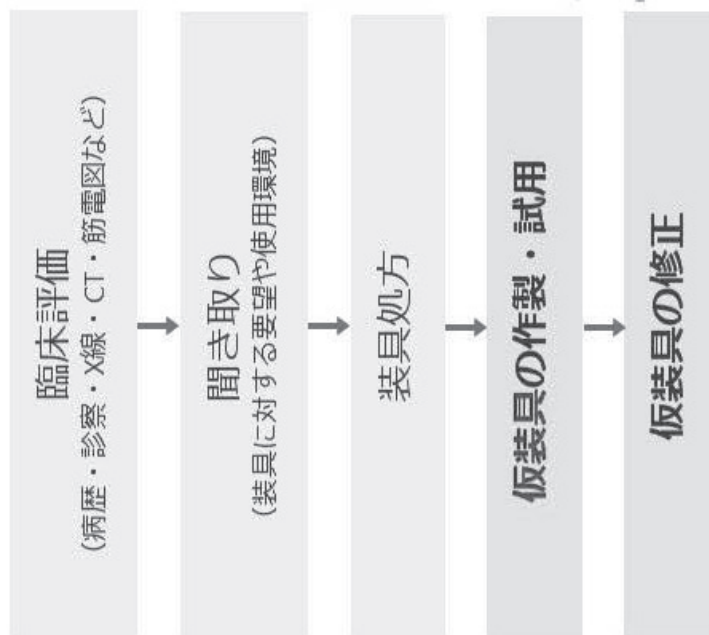 臨床評価
(病歴・診察・X線・CT・筋電図など)
聞き取り
(装具に対する要望や使用環境)
装具処方
仮装具の作製・試用
仮装具の修正